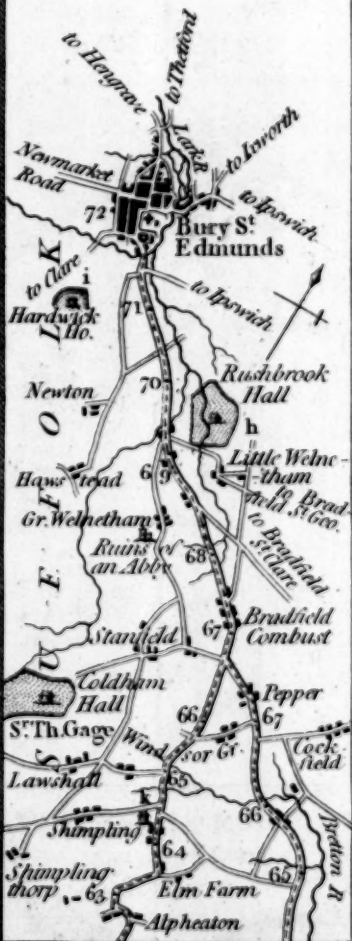 to Hengrave
to Thetford
Lark R.
to Ixworth
Newmarket
Road
to Ipswich
72
Bury St.
Edmunds
to Clare
i
Hardwick
Ho.
71
to Ipswich
SUFFOLK
70
Rushbrook
Hall
Newton
h
Little Welne-
-tham
Hawstead
69
to Brad-
field St. Geo.
Gr. Welnetham
to Bradfield
St. Clare
Ruins of
an Abby
68
67
Bradfield
Combust
Stanfield
Coldham
Hall
Pepper
66
67
St. Th. Gage
g
Windsor Gr.
Cock-
field
Lawshall
65
k
66
Bretton R.
Shimpling
64
Shimpling
thorp
65
63
Elm Farm
Alpheaton